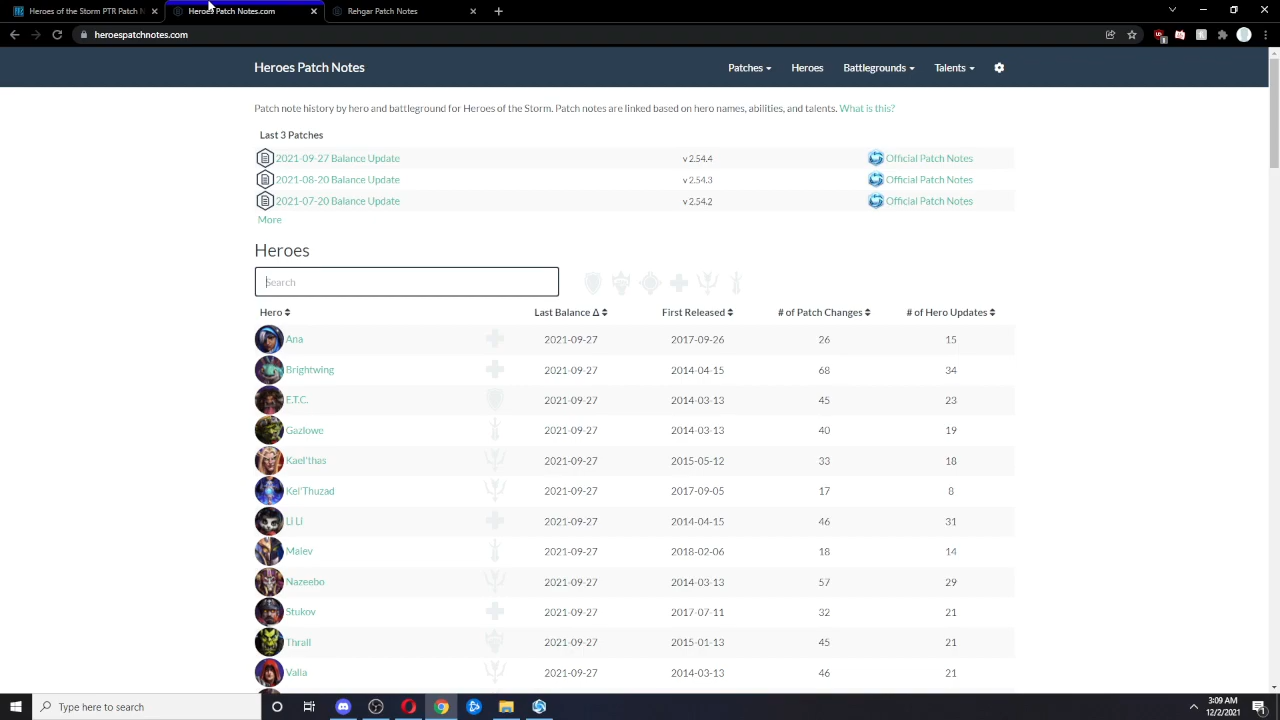 Heroes of the Storm PTR Patch N
Heroes Patch Notes.com
Rehgar Patch Notes
heroespatchnotes.com
Heroes Patch Notes
Patches
Heroes
Battlegrounds
Talents
Patch note history by hero and battleground for Heroes of the Storm. Patch notes are linked based on hero names, abilities, and talents. What is this?
Last 3 Patches
2021-09-27 Balance Update v 2.54.4 Official Patch Notes
2021-08-20 Balance Update v 2.54.3 Official Patch Notes
2021-07-20 Balance Update v 2.54.2 Official Patch Notes
More
Heroes
Search
Hero Last Balance Δ First Released # of Patch Changes # of Hero Updates
Ana 2021-09-27 2017-09-26 26 15
Brightwing 2021-09-27 2014-04-15 68 34
E.T.C. 2021-09-27 2014-03-13 45 23
Gazlowe 2021-09-27 2014-03-13 40 19
Kael'thas 2021-09-27 2015-05-12 33 18
Kel'Thuzad 2021-09-27 2017-09-05 17 8
Li Li 2021-09-27 2014-04-15 46 31
Maiev 2021-09-27 2018-02-06 18 14
Nazeebo 2021-09-27 2014-03-13 57 29
Stukov 2021-09-27 2017-07-11 32 21
Thrall 2021-09-27 2015-01-13 45 21
Valla 2021-09-27 2014-03-13 46 21
Type here to search
3:09 AM
12/2/2021